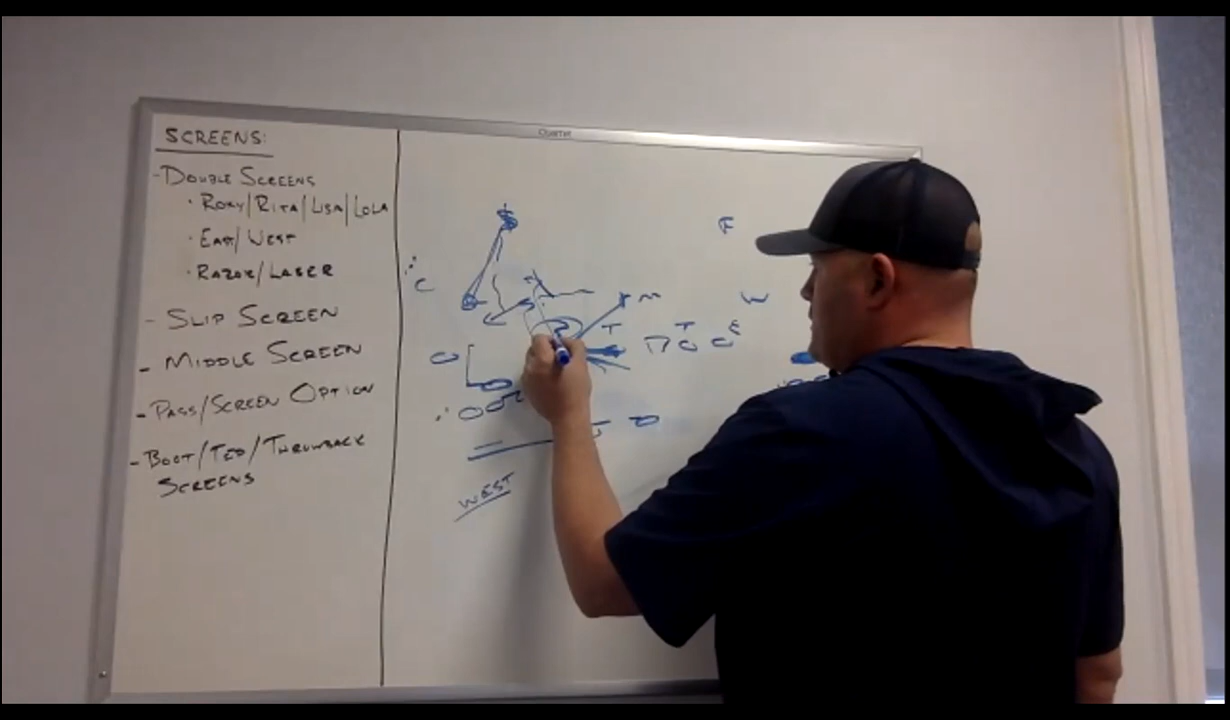 SCREENS:
- DOUBLE SCREENS
• ROXY/RITA/LISA/LOLA
• EAST/WEST
• RAZOR/LASER
- SLIP SCREEN
- MIDDLE SCREEN
- PASS/SCREEN OPTION
- BOOT/TED/THROWBACK
SCREENS
Quartet
$
F
C
M
W
T
T
E
WEST